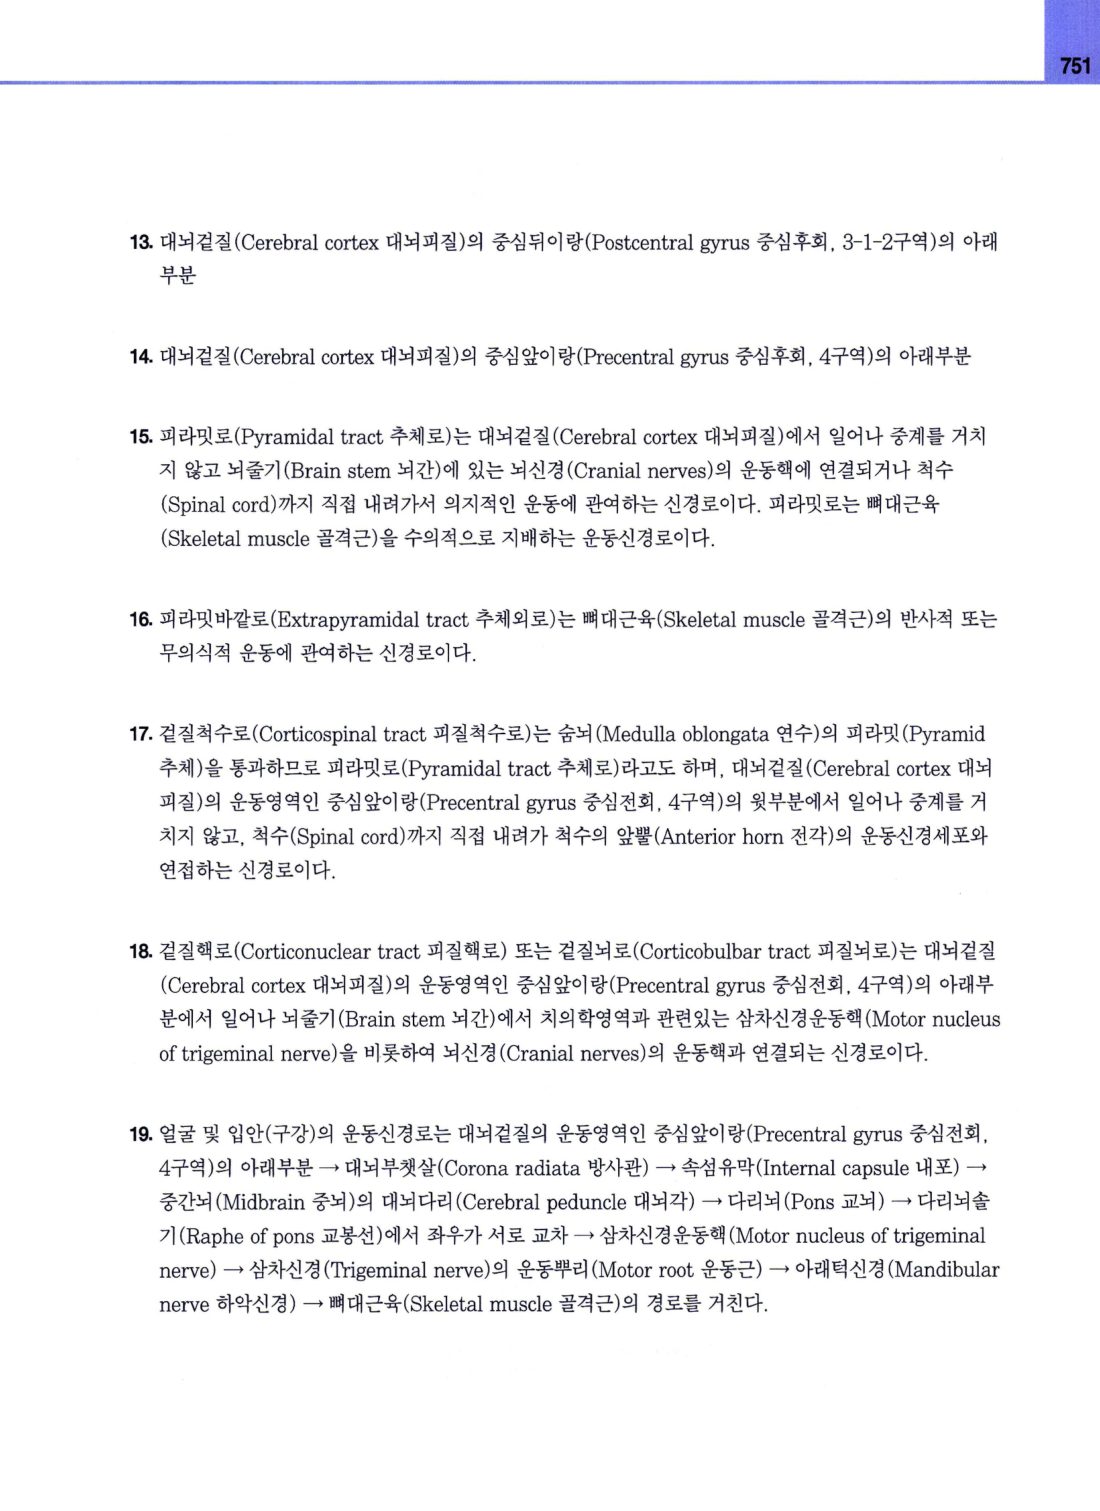 751
13. 대뇌겉질(Cerebral cortex 대뇌피질)의 중심뒤이랑(Postcentral gyrus 중심후회, 3-1-2구역)의 아래
부분
14. 대뇌겉질(Cerebral cortex 대뇌피질)의 중심앞이랑(Precentral gyrus 중심후회, 4구역)의 아래부분
15. 피라밋로(Pyramidal tract 추체로)는 대뇌겉질(Cerebral cortex 대뇌피질)에서 일어나 중계를 거치
지 않고 뇌줄기(Brain stem 뇌간)에 있는 뇌신경(Cranial nerves)의 운동핵에 연결되거나 척수
(Spinal cord)까지 직접 내려가서 의지적인 운동에 관여하는 신경로이다. 피라밋로는 뼈대근육
(Skeletal muscle 골격근)을 수의적으로 지배하는 운동신경로이다.
16. 피라밋바깥로(Extrapyramidal tract 추체외로)는 뼈대근육(Skeletal muscle 골격근)의 반사적 또는
무의식적 운동에 관여하는 신경로이다.
17. 겉질척수로(Corticospinal tract 피질척수로)는 숨뇌(Medulla oblongata 연수)의 피라밋(Pyramid
추체)을 통과하므로 피라밋로(Pyramidal tract 추체로)라고도 하며, 대뇌겉질(Cerebral cortex 대뇌
피질)의 운동영역인 중심앞이랑(Precentral gyrus 중심전회, 4구역)의 윗부분에서 일어나 중계를 거
치지 않고, 척수(Spinal cord)까지 직접 내려가 척수의 앞뿔(Anterior horn 전각)의 운동신경세포와
연접하는 신경로이다.
18. 겉질핵로(Corticonuclear tract 피질핵로) 또는 겉질뇌로(Corticobulbar tract 피질뇌로)는 대뇌겉질
(Cerebral cortex 대뇌피질)의 운동영역인 중심앞이랑(Precentral gyrus 중심전회, 4구역)의 아래부
분에서 일어나 뇌줄기(Brain stem 뇌간)에서 치의학영역과 관련있는 삼차신경운동핵(Motor nucleus
of trigeminal nerve)을 비롯하여 뇌신경(Cranial nerves)의 운동핵과 연결되는 신경로이다.
19. 얼굴 및 입안(구강)의 운동신경로는 대뇌겉질의 운동영역인 중심앞이랑(Precentral gyrus 중심전회,
4구역)의 아래부분 → 대뇌부챗살(Corona radiata 방사관) → 속섬유막(Internal capsule 내포) →
중간뇌(Midbrain 중뇌)의 대뇌다리(Cerebral peduncle 대뇌각) → 다리뇌(Pons 교뇌) → 다리뇌솔
기(Raphe of pons 교봉선)에서 좌우가 서로 교차 → 삼차신경운동핵(Motor nucleus of trigeminal
nerve) → 삼차신경(Trigeminal nerve)의 운동뿌리(Motor root 운동근) → 아래턱신경(Mandibular
nerve 하악신경) → 뼈대근육(Skeletal muscle 골격근)의 경로를 거친다.